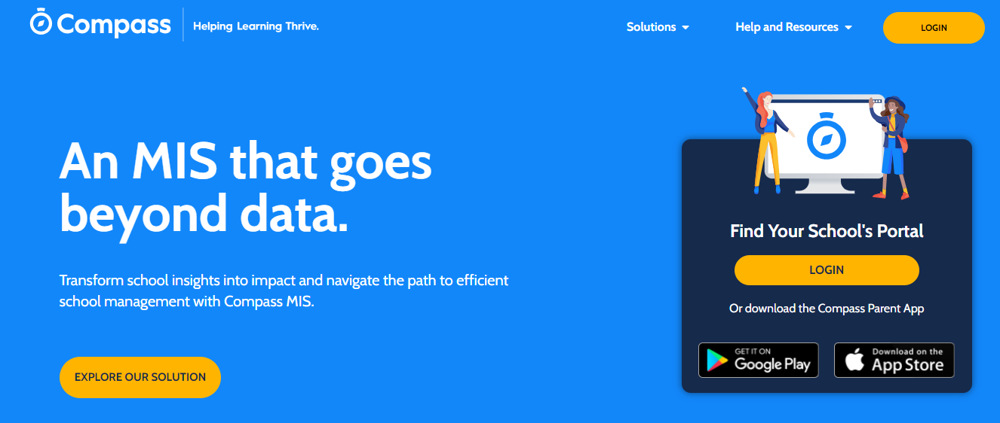 Compass
Helping Learning Thrive.
Solutions
Help and Resources
LOGIN
An MIS that goes
beyond data.
Transform school insights into impact and navigate the path to efficient
school management with Compass MIS.
EXPLORE OUR SOLUTION
Find Your School's Portal
LOGIN
Or download the Compass Parent App
GET IT ON
Google Play
Download on the
App Store